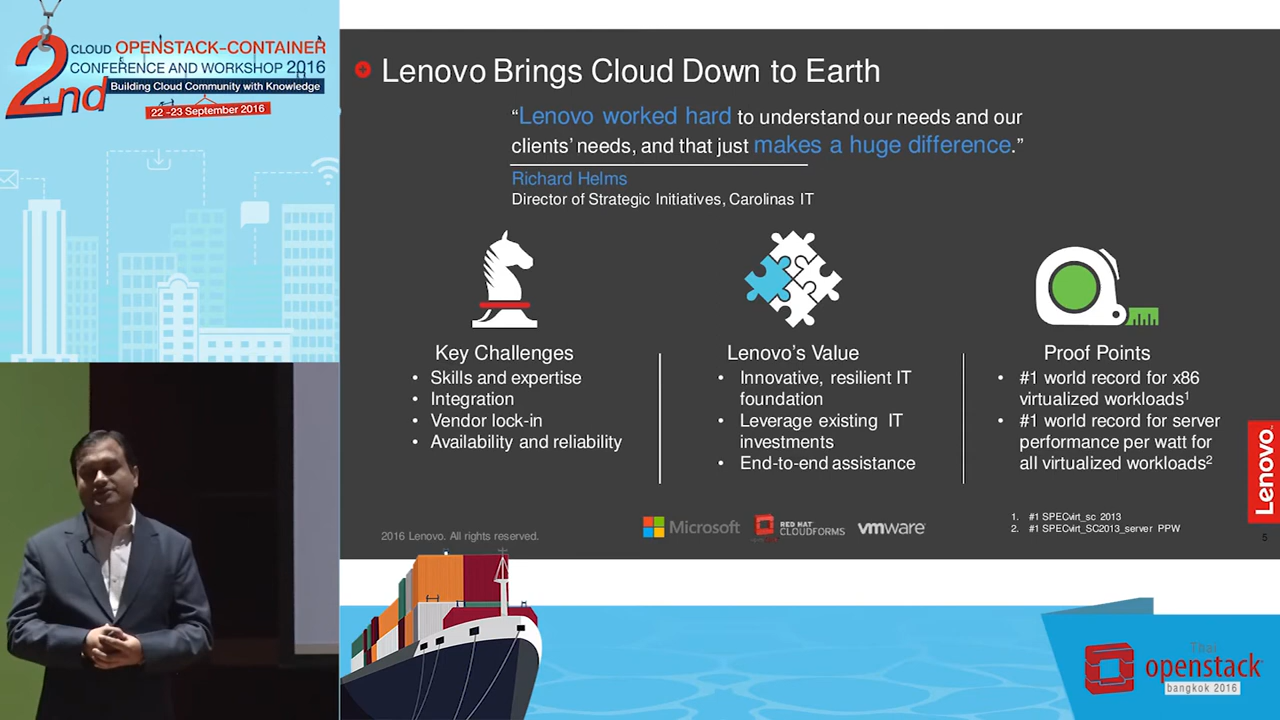 2nd
CLOUD OPENSTACK-CONTAINER
CONFERENCE AND WORKSHOP 2016
Building Cloud Community with Knowledge
22 -23 September 2016
Lenovo Brings Cloud Down to Earth
“Lenovo worked hard to understand our needs and our
clients’ needs, and that just makes a huge difference.”
Richard Helms
Director of Strategic Initiatives, Carolinas IT
Key Challenges
• Skills and expertise
• Integration
• Vendor lock-in
• Availability and reliability
Lenovo’s Value
• Innovative, resilient IT
foundation
• Leverage existing IT
investments
• End-to-end assistance
Proof Points
• #1 world record for x86
virtualized workloads1
• #1 world record for server
performance per watt for
all virtualized workloads2
Lenovo
1. #1 SPECvirt_sc 2013
2. #1 SPECvirt_SC2013_server PPW
2016 Lenovo. All rights reserved.
Microsoft
RED HAT
CLOUDFORMS
vmware
5
Thai
openstack
bangkok 2016